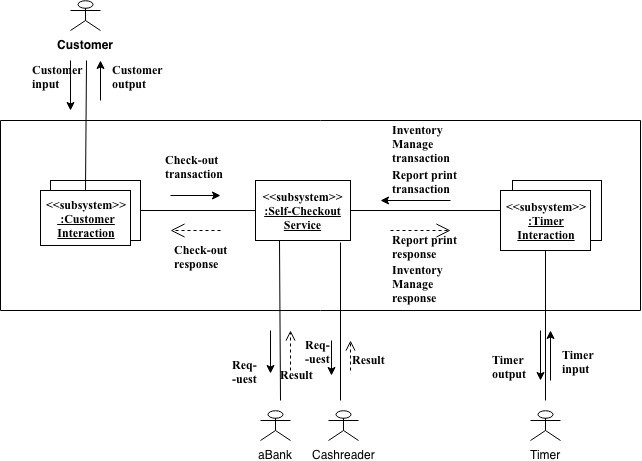 Customer
Customer
input
Customer
output
Check-out
transaction
Inventory
Manage
transaction
Report print
transaction
<<subsystem>>
:Customer
Interaction
<<subsystem>>
:Self-Checkout
Service
<<subsystem>>
:Timer
Interaction
Check-out
response
Report print
response
Inventory
Manage
response
Req-
-uest
Result
Req-
-uest
Result
Timer
output
Timer
input
aBank
Cashreader
Timer